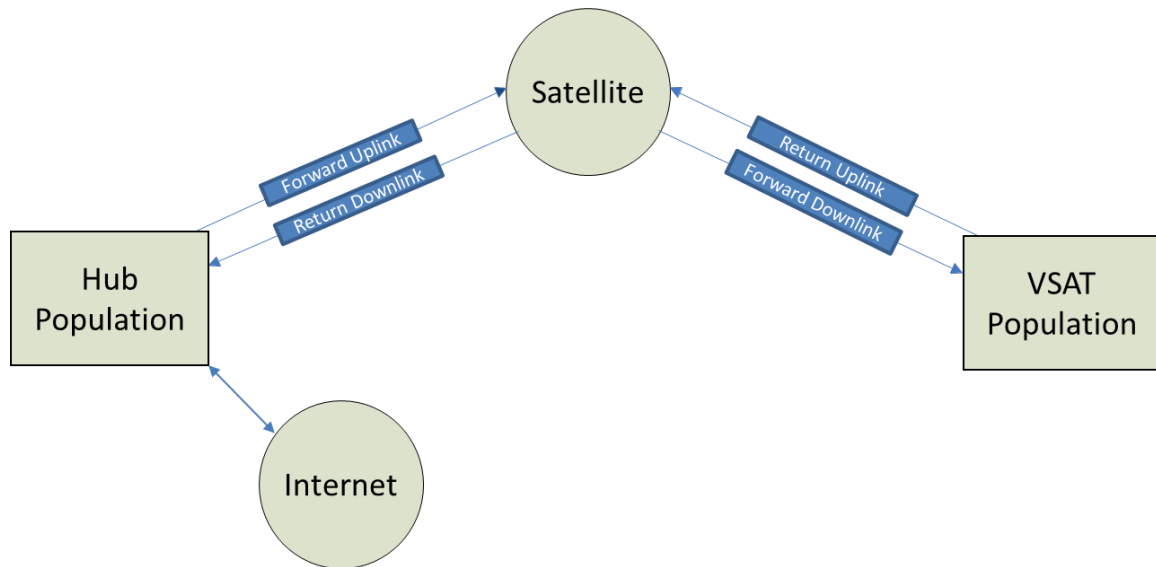 Satellite
Forward Uplink
Return Downlink
Return Uplink
Forward Downlink
Hub
Population
VSAT
Population
Internet